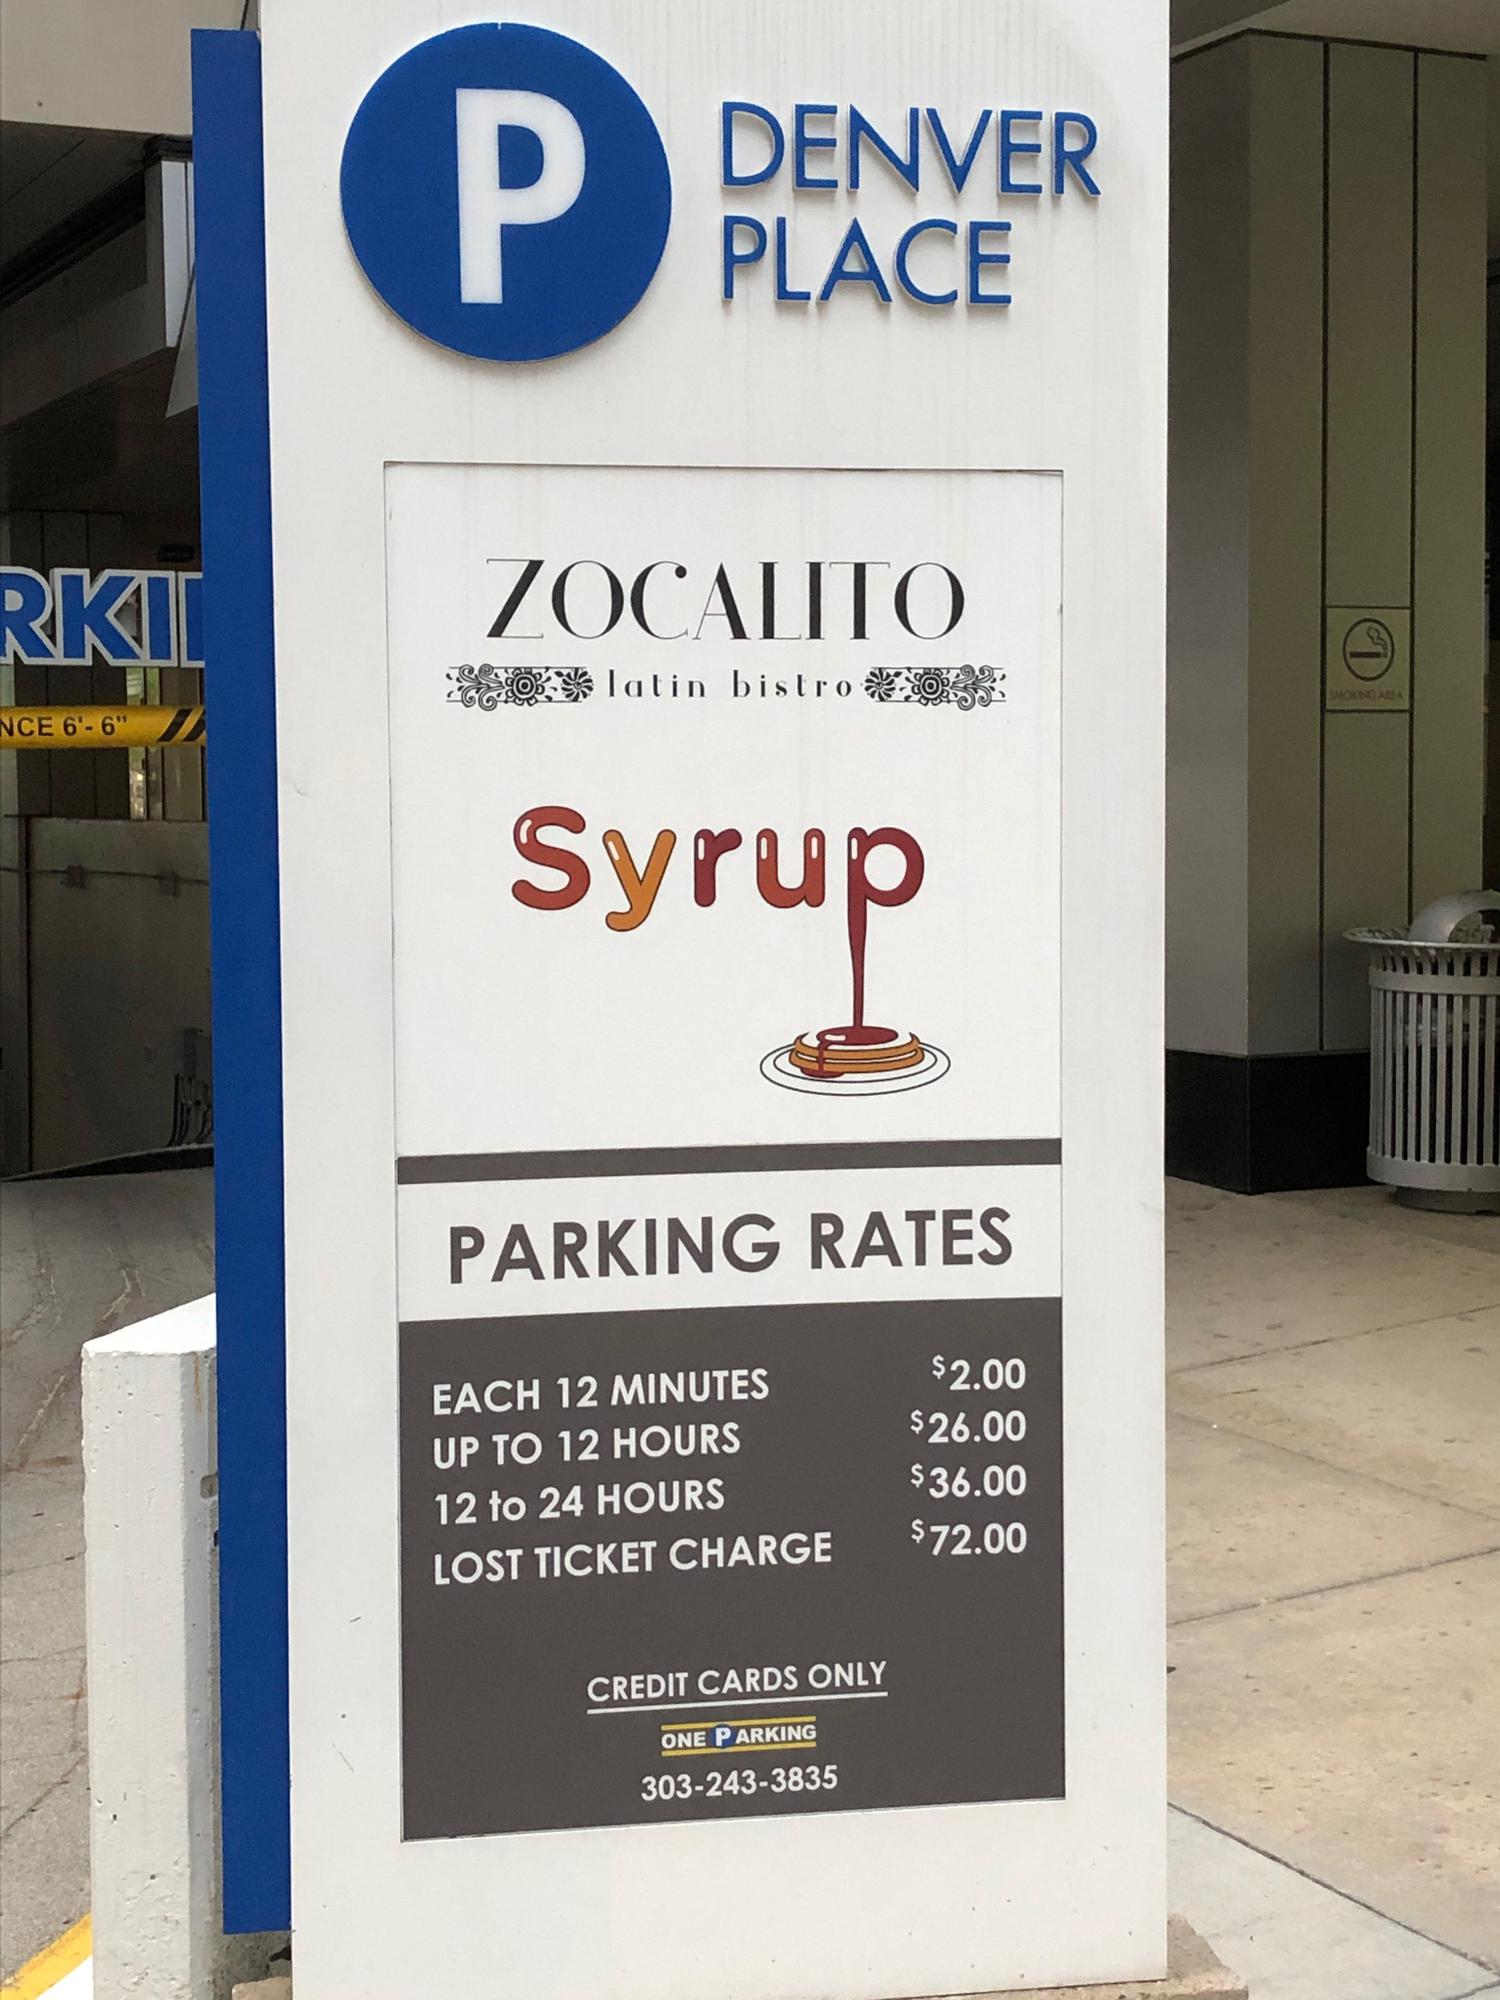 P
DENVER
PLACE
ZOCALITO
latin bistro
Syrup
PARKING RATES
EACH 12 MINUTES $2.00
UP TO 12 HOURS $26.00
12 to 24 HOURS $36.00
LOST TICKET CHARGE $72.00
CREDIT CARDS ONLY
ONE PARKING
303-243-3835
RKI
NCE 6'- 6"
SMOKING AREA